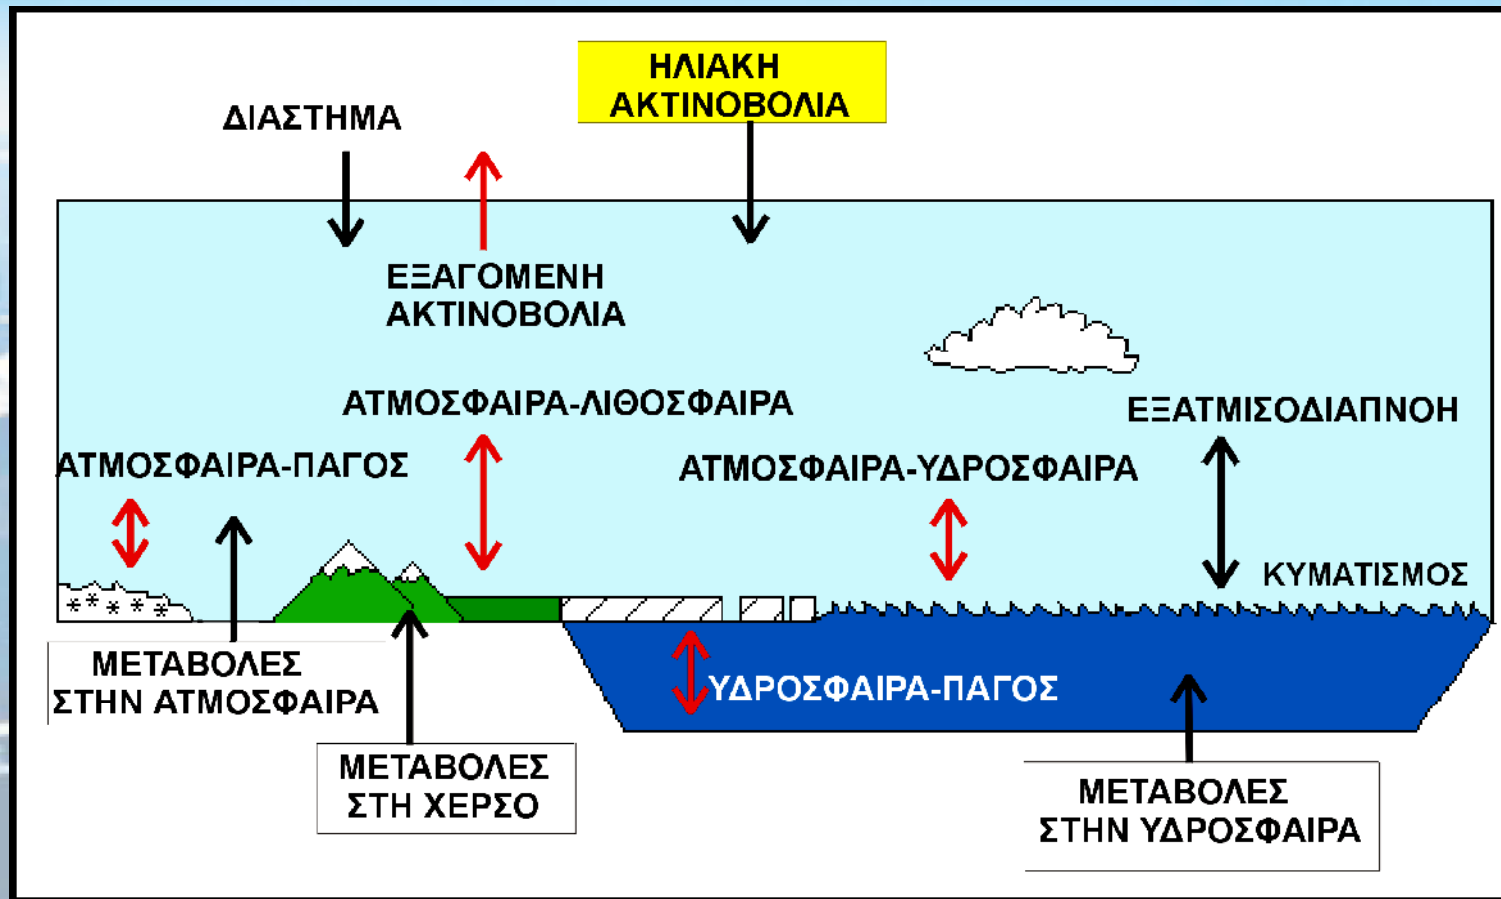 ΗΛΙΑΚΗ
ΑΚΤΙΝΟΒΟΛΙΑ
ΔΙΑΣΤΗΜΑ
ΕΞΑΓΟΜΕΝΗ
ΑΚΤΙΝΟΒΟΛΙΑ
ΑΤΜΟΣΦΑΙΡΑ-ΛΙΘΟΣΦΑΙΡΑ
ΕΞΑΤΜΙΣΟΔΙΑΠΝΟΗ
ΑΤΜΟΣΦΑΙΡΑ-ΠΑΓΟΣ
ΑΤΜΟΣΦΑΙΡΑ-ΥΔΡΟΣΦΑΙΡΑ
ΚΥΜΑΤΙΣΜΟΣ
ΜΕΤΑΒΟΛΕΣ
ΣΤΗΝ ΑΤΜΟΣΦΑΙΡΑ
ΥΔΡΟΣΦΑΙΡΑ-ΠΑΓΟΣ
ΜΕΤΑΒΟΛΕΣ
ΣΤΗ ΧΕΡΣΟ
ΜΕΤΑΒΟΛΕΣ
ΣΤΗΝ ΥΔΡΟΣΦΑΙΡΑ